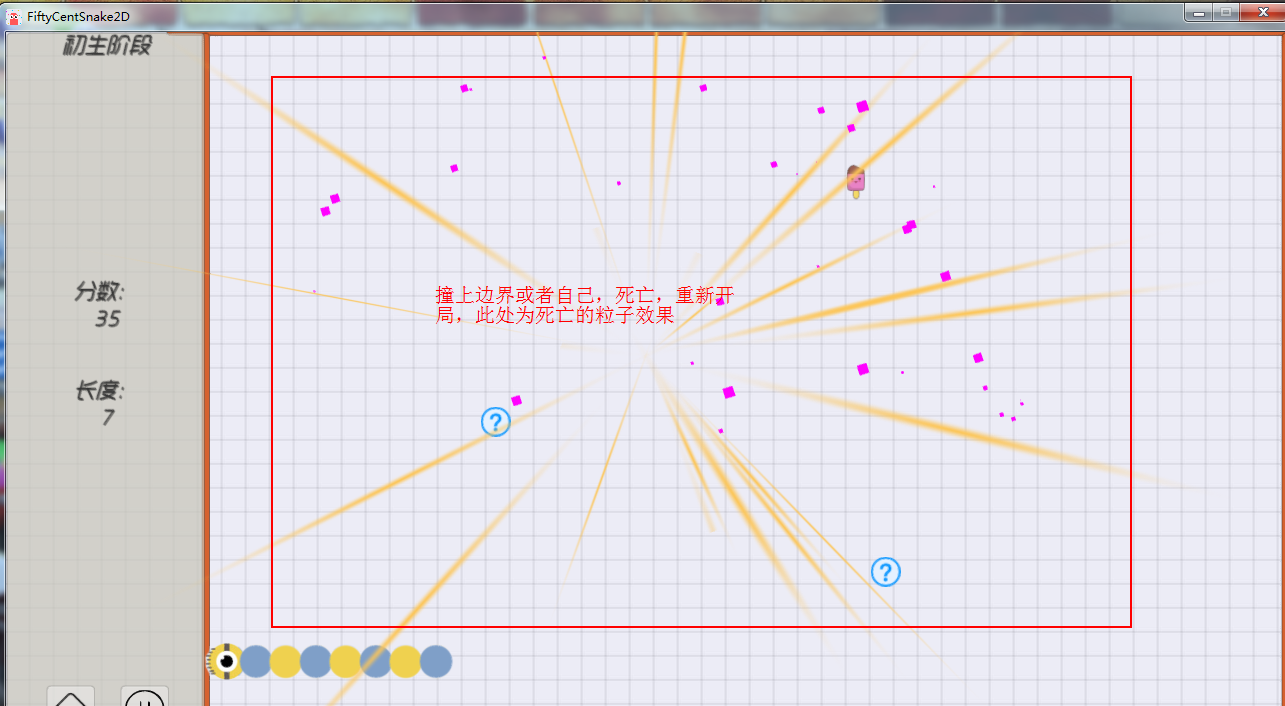 FiftyCentSnake2D
初生阶段
分数:
35
长度:
7
撞上边界或者自己，死亡，重新开
局，此处为死亡的粒子效果
?
?